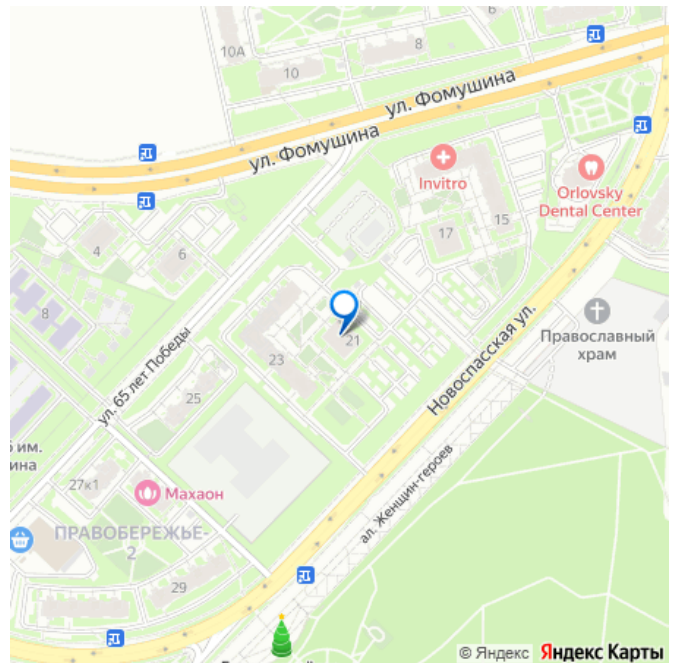 6
8
10А
10
ул. Фомушина
ул. Фомушина
Invitro
Orlovsky
Dental Center
15
17
4
6
8
21
23
Православный
храм
Новоспасская ул.
ул. 65 лет Победы
25
им.
27к1
Махаон
ал. Женщин-героев
ПРАВОБЕРЕЖЬЕ-
2
29
© Яндекс Яндекс Карты